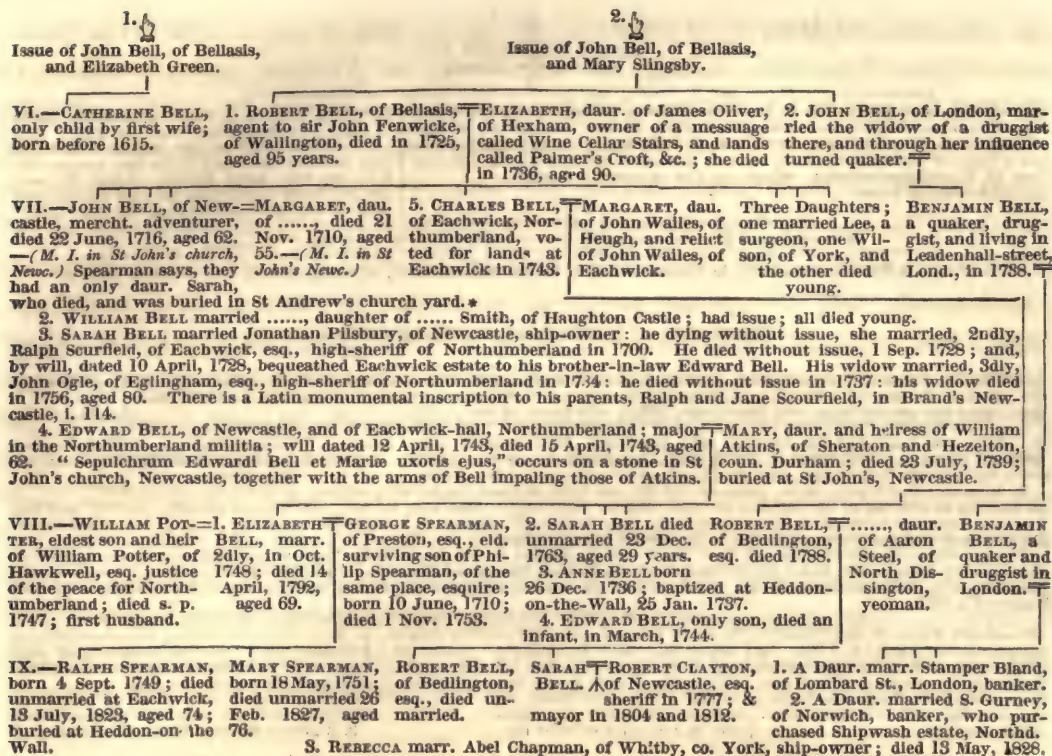 1.
Issue of John Bell, of Bellasis,
and Elizabeth Green.
2.
Issue of John Bell, of Bellasis,
and Mary Slingsby.
VI.—CATHERINE BELL,
only child by first wife;
born before 1615.
1. ROBERT BELL, of Bellasis,
agent to sir John Fenwicke,
of Wallington, died in 1725,
aged 95 years.
ELIZABETH, daur. of James Oliver,
of Hexham, owner of a messuage
called Wine Cellar Stairs, and lands
called Palmer's Croft, &c. ; she died
in 1736, aged 90.
2. JOHN BELL, of London, mar-
ried the widow of a druggist
there, and through her influence
turned quaker.
VII.—JOHN BELL, of New-
castle, mercht. adventurer,
died 22 June, 1716, aged 62.
—(M. I. in St John's church,
Newc.) Spearman says, they
had an only daur. Sarah,
who died, and was buried in St Andrew's church yard.*
MARGARET, dau.
of ......, died 21
Nov. 1710, aged
55.—(M. I. in St
John's Newc.)
5. CHARLES BELL,
of Eachwick, Nor-
thumberland, vo-
ted for lands at
Eachwick in 1743.
MARGARET, dau.
of John Wailes, of
Heugh, and relict
of John Wailes, of
Eachwick.
Three Daughters;
one married Lee, a
surgeon, one Wil-
son, of York, and
the other died
young.
BENJAMIN BELL,
a quaker, drug-
gist, and living in
Leadenhall-street,
Lond., in 1738.
2. WILLIAM BELL married ......, daughter of ...... Smith, of Haughton Castle; had issue; all died young.
3. SARAH BELL married Jonathan Pilsbury, of Newcastle, ship-owner: he dying without issue, she married, 2ndly,
Ralph Scurfield, of Eachwick, esq., high-sheriff of Northumberland in 1700. He died without issue, 1 Sep. 1728; and,
by will, dated 10 April, 1728, bequeathed Eachwick estate to his brother-in-law Edward Bell. His widow married, 3dly,
John Ogle, of Eglingham, esq., high-sheriff of Northumberland in 1734: he died without issue in 1737: his widow died
in 1756, aged 80. There is a Latin monumental inscription to his parents, Ralph and Jane Scourfield, in Brand's New-
castle, i. 114.
4. EDWARD BELL, of Newcastle, and of Eachwick-hall, Northumberland; major
in the Northumberland militia; will dated 12 April, 1743, died 15 April, 1743, aged
62. "Sepulchrum Edwardi Bell et Mariæ uxoris ejus," occurs on a stone in St
John's church, Newcastle, together with the arms of Bell impaling those of Atkins.
MARY, daur. and heiress of William
Atkins, of Sheraton and Hezelton,
coun. Durham; died 23 July, 1739;
buried at St John's, Newcastle.
VIII.—WILLIAM POT-
TER, eldest son and heir
of William Potter, of
Hawkwell, esq. justice
of the peace for North-
umberland; died s. p.
1747; first husband.
1. ELIZABETH
BELL, marr.
2dly, in Oct.
1748; died 14
April, 1792,
aged 69.
GEORGE SPEARMAN,
of Preston, esq., eld.
surviving son of Phi-
lip Spearman, of the
same place, esquire;
born 10 June, 1710;
died 1 Nov. 1753.
2. SARAH BELL died
unmarried 23 Dec.
1763, aged 29 years.
3. ANNE BELL born
26 Dec. 1736; baptized at Heddon-
on-the-Wall, 25 Jan. 1737.
4. EDWARD BELL, only son, died an
infant, in March, 1744.
ROBERT BELL,
of Bedlington,
esq. died 1788.
......, daur.
of Aaron
Steel, of
North Dis-
sington,
yeoman.
BENJAMIN
BELL, a
quaker and
druggist in
London.
IX.—RALPH SPEARMAN,
born 4 Sept. 1749; died
unmarried at Eachwick,
13 July, 1823, aged 74;
buried at Heddon-on-the
Wall.
MARY SPEARMAN,
born 18 May, 1751;
died unmarried 26
Feb. 1827, aged
76.
ROBERT BELL,
of Bedlington,
esq., died un-
married.
SARAH
BELL.
ROBERT CLAYTON,
of Newcastle, esq.
sheriff in 1777; &
mayor in 1804 and 1812.
1. A Daur. marr. Stamper Bland,
of Lombard St., London, banker.
2. A Daur. married S. Gurney,
of Norwich, banker, who pur-
chased Shipwash estate, Northd.
3. REBECCA marr. Abel Chapman, of Whitby, co. York, ship-owner; died 13 May, 1828.